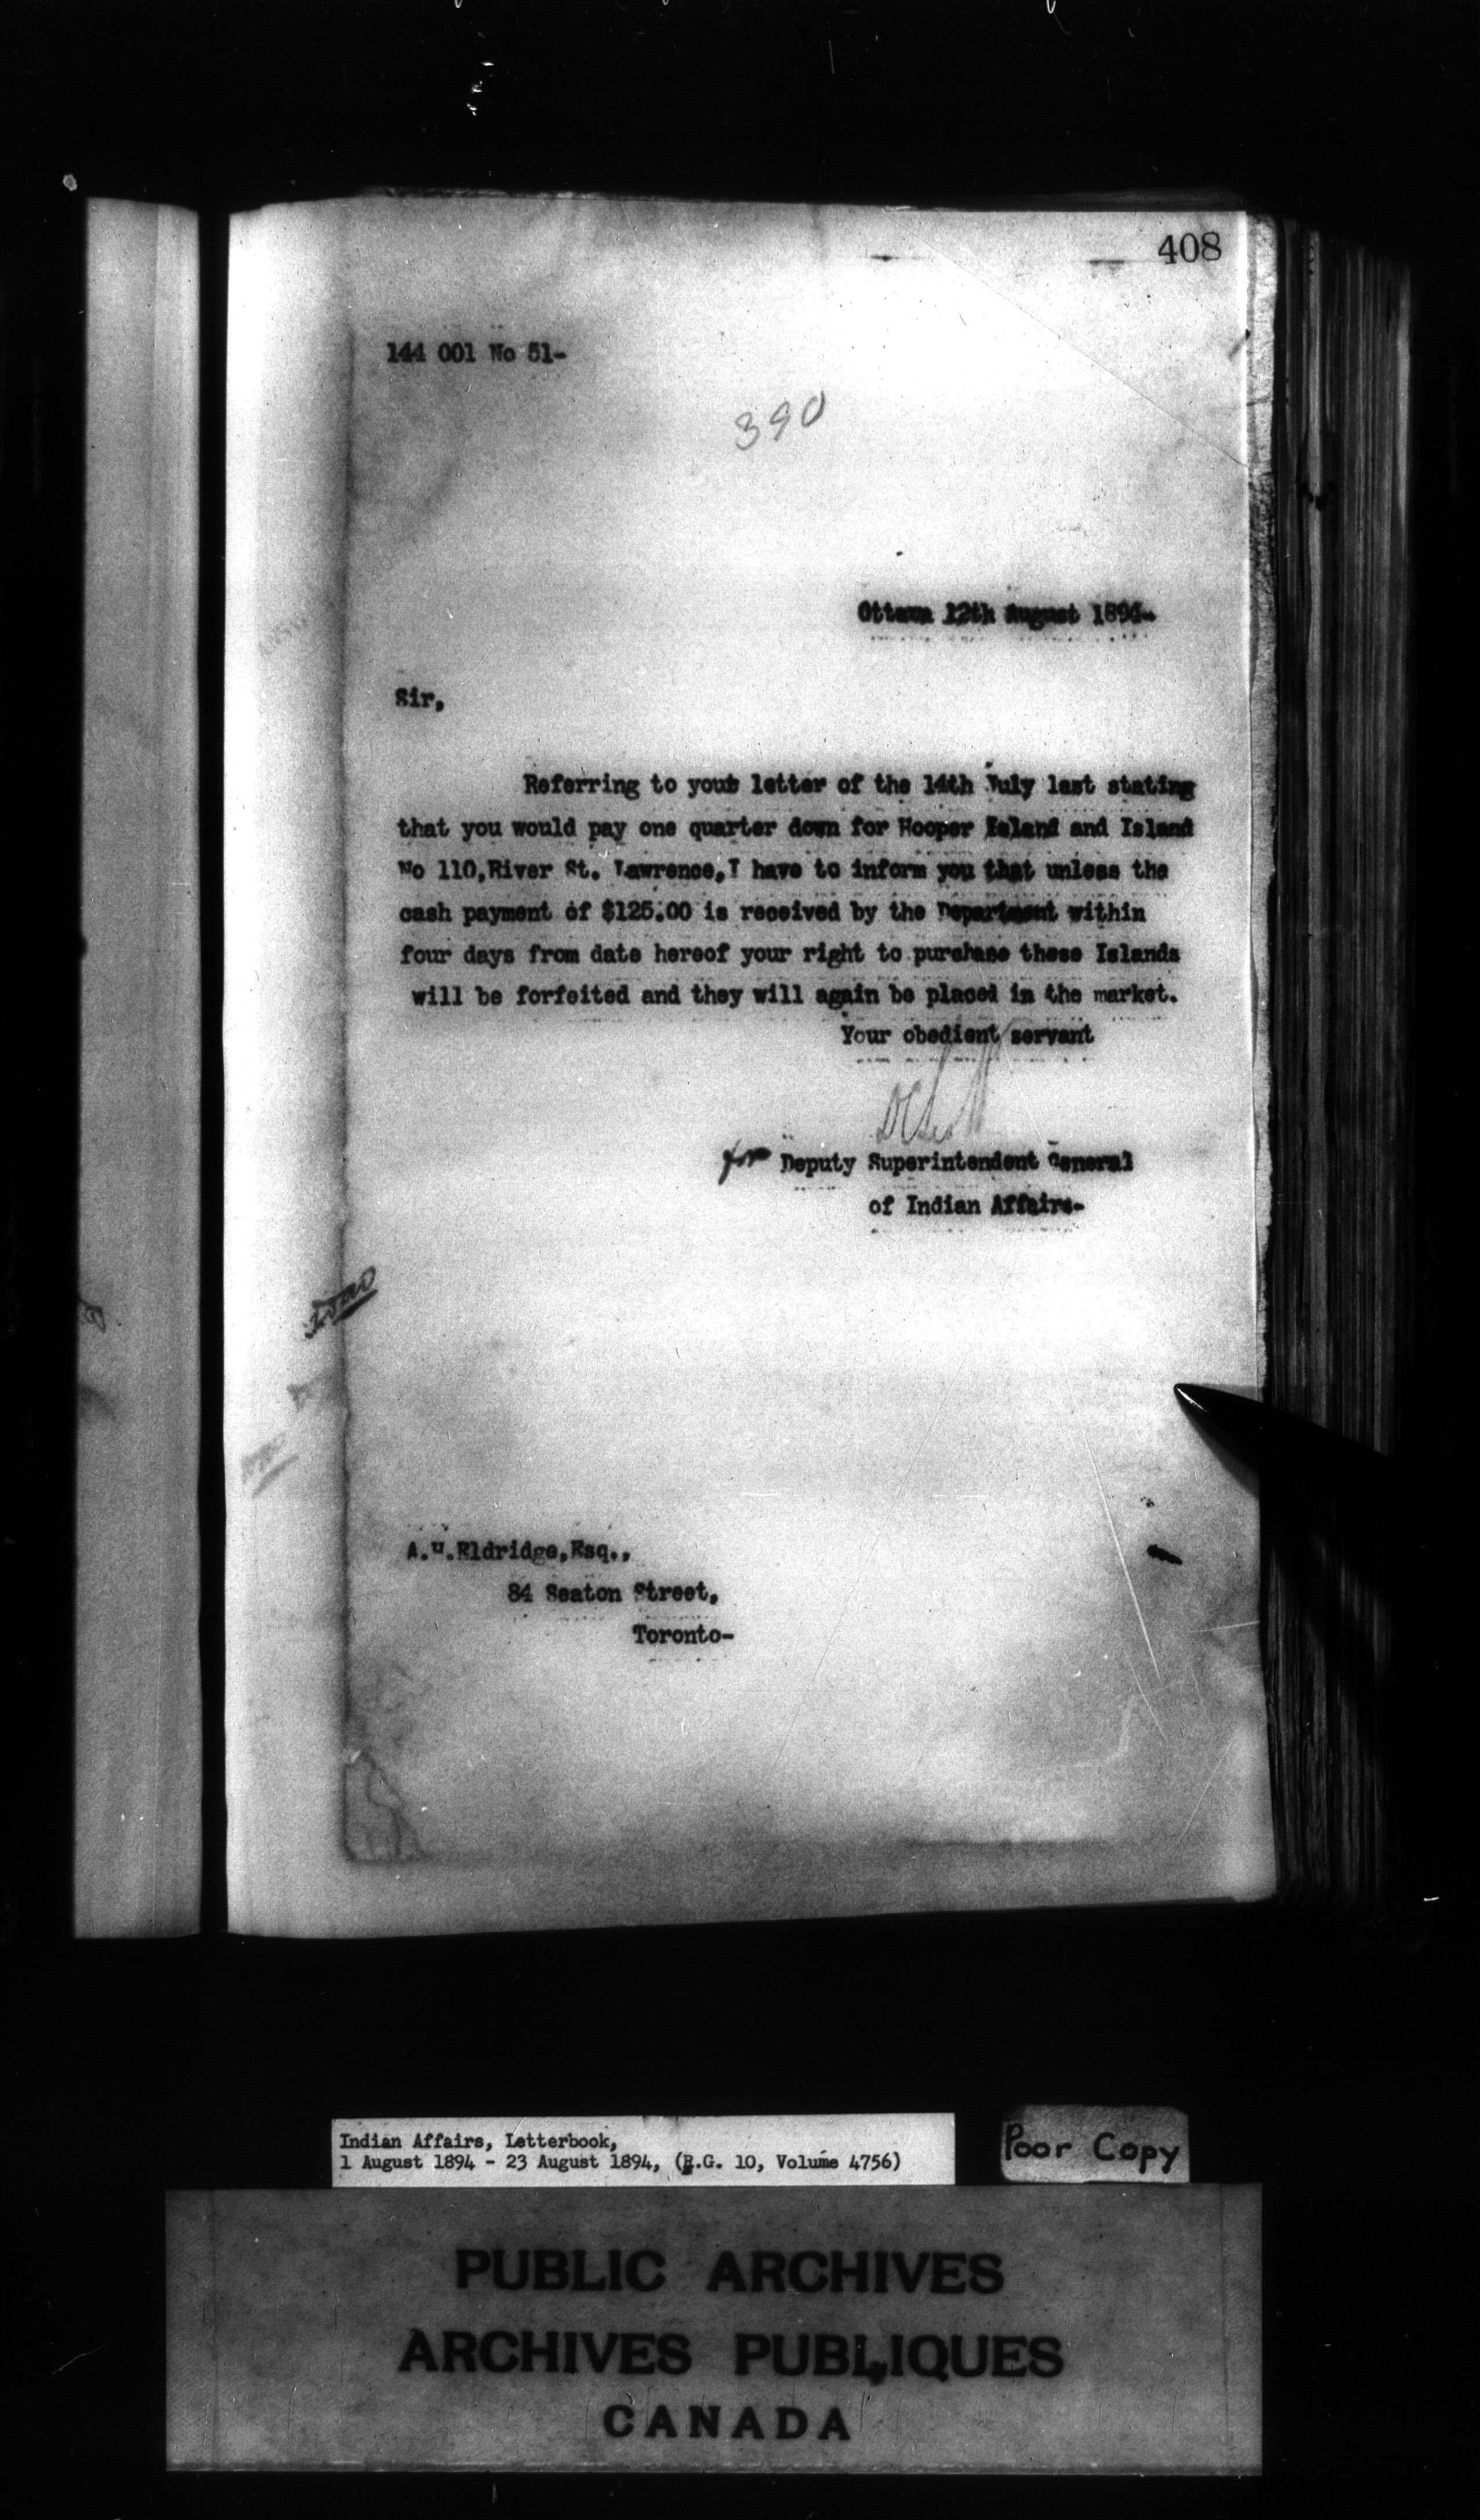 408
144 001 No 51-
390
Ottawa 12th August 1894-
Sir,
Referring to your letter of the 14th July last stating
that you would pay one quarter down for Hooper Island and Island
No 110, River St. Lawrence, I have to inform you that unless the
cash payment of $125.00 is received by the Department within
four days from date hereof your right to purchase these Islands
will be forfeited and they will again be placed in the market.
Your obedient servant
D C Scott
for Deputy Superintendent General
of Indian Affairs-
A.H.Eldridge,Esq.,
84 Seaton Street,
Toronto-
Indian Affairs, Letterbook,
1 August 1894 - 23 August 1894, (R.G. 10, Volume 4756)
Poor Copy
PUBLIC ARCHIVES
ARCHIVES PUBLIQUES
CANADA